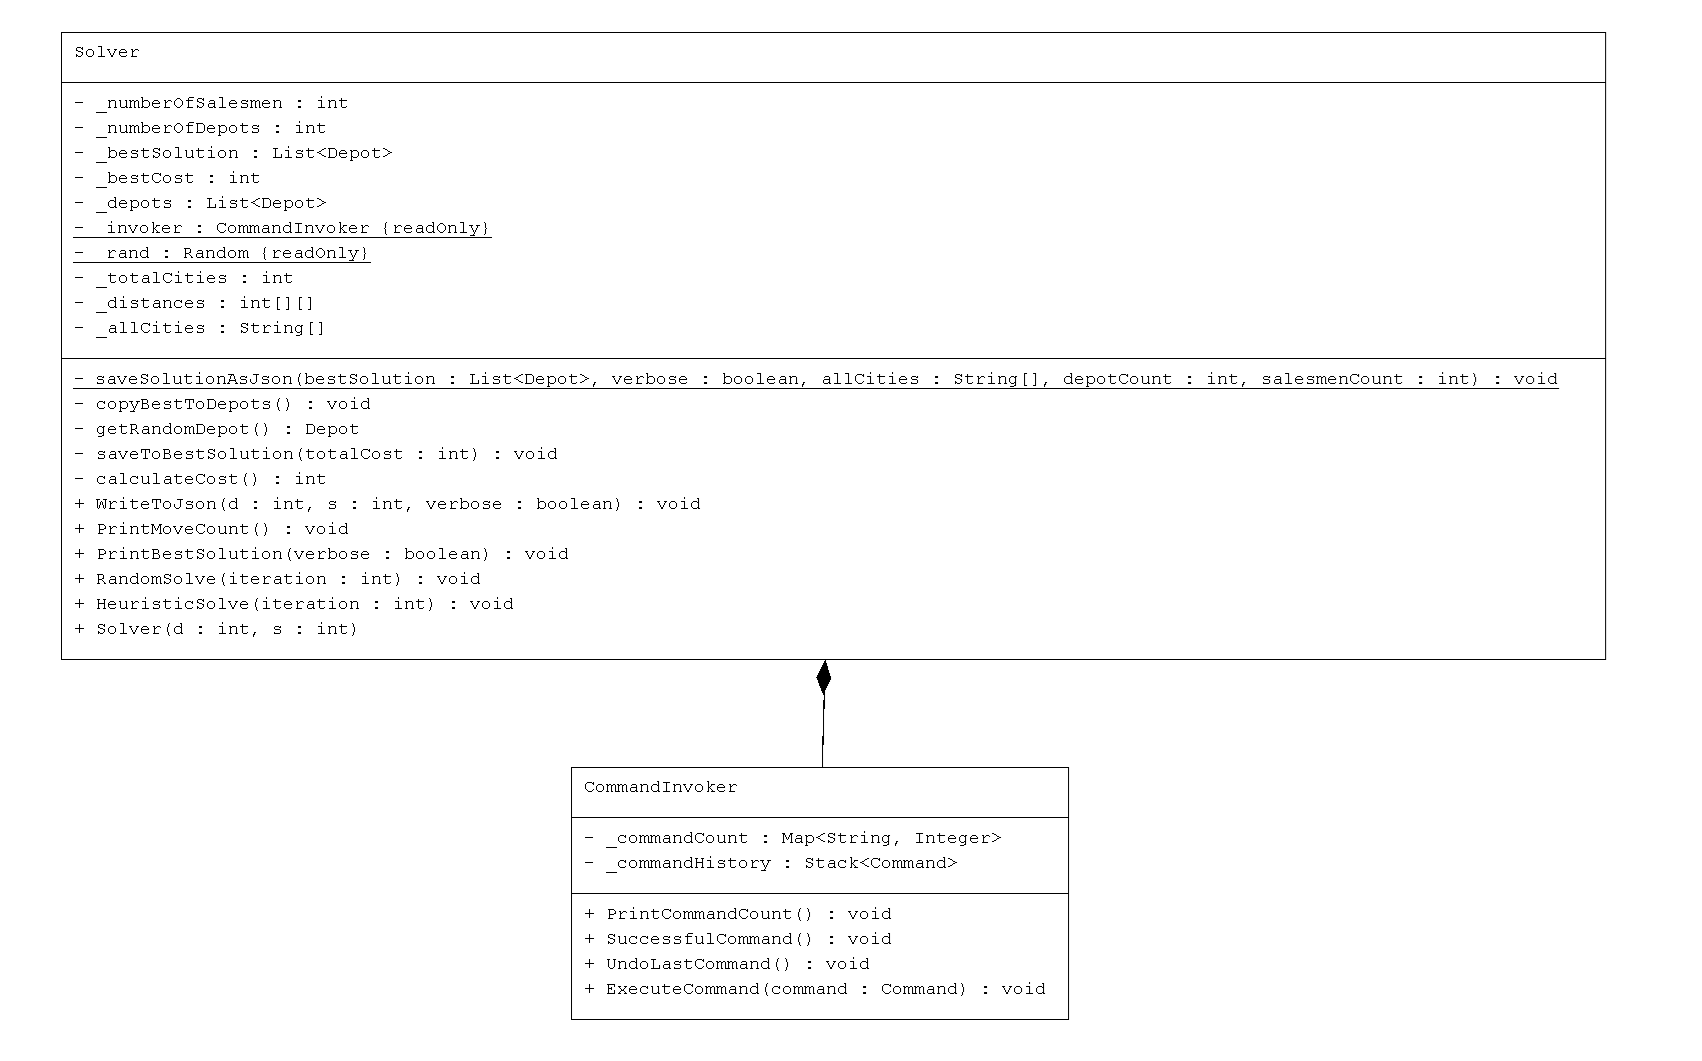 Solver
- _numberOfSalesmen : int
- _numberOfDepots : int
- _bestSolution : List<Depot>
- _bestCost : int
- _depots : List<Depot>
- _invoker : CommandInvoker {readOnly}
- _rand : Random {readOnly}
- _totalCities : int
- _distances : int[][]
- _allCities : String[]
- saveSolutionAsJson(bestSolution : List<Depot>, verbose : boolean, allCities : String[], depotCount : int, salesmenCount : int) : void
- copyBestToDepots() : void
- getRandomDepot() : Depot
- saveToBestSolution(totalCost : int) : void
- calculateCost() : int
+ WriteToJson(d : int, s : int, verbose : boolean) : void
+ PrintMoveCount() : void
+ PrintBestSolution(verbose : boolean) : void
+ RandomSolve(iteration : int) : void
+ HeuristicSolve(iteration : int) : void
+ Solver(d : int, s : int)
CommandInvoker
- _commandCount : Map<String, Integer>
- _commandHistory : Stack<Command>
+ PrintCommandCount() : void
+ SuccessfulCommand() : void
+ UndoLastCommand() : void
+ ExecuteCommand(command : Command) : void